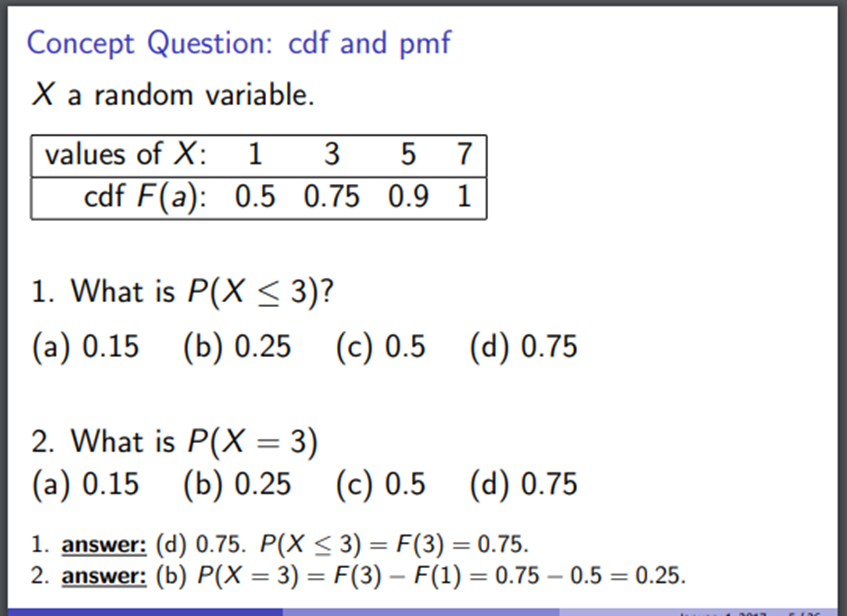 Concept Question: cdf and pmf
X a random variable.
values of X: 1 3 5 7
cdf F(a): 0.5 0.75 0.9 1
1. What is P(X ≤ 3)?
(a) 0.15 (b) 0.25 (c) 0.5 (d) 0.75
2. What is P(X = 3)
(a) 0.15 (b) 0.25 (c) 0.5 (d) 0.75
1. answer: (d) 0.75. P(X ≤ 3) = F(3) = 0.75.
2. answer: (b) P(X = 3) = F(3) − F(1) = 0.75 − 0.5 = 0.25.